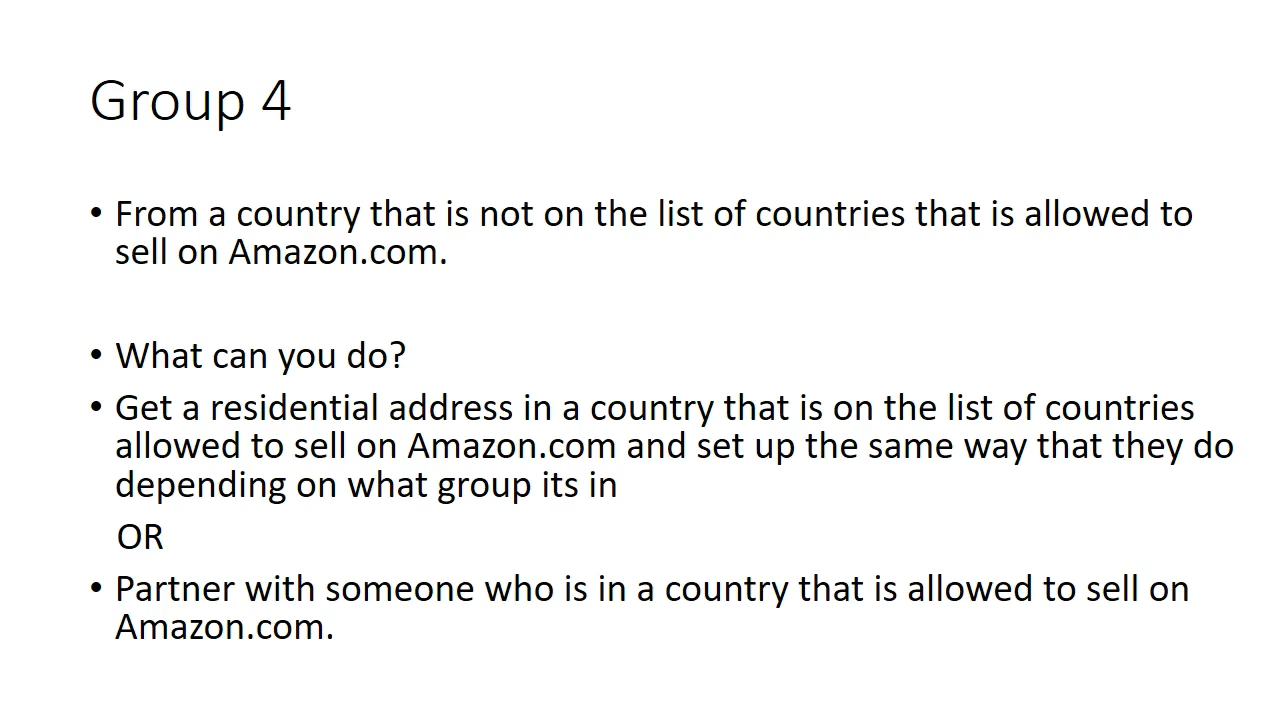 Group 4
• From a country that is not on the list of countries that is allowed to
sell on Amazon.com.
• What can you do?
• Get a residential address in a country that is on the list of countries
allowed to sell on Amazon.com and set up the same way that they do
depending on what group its in
OR
• Partner with someone who is in a country that is allowed to sell on
Amazon.com.